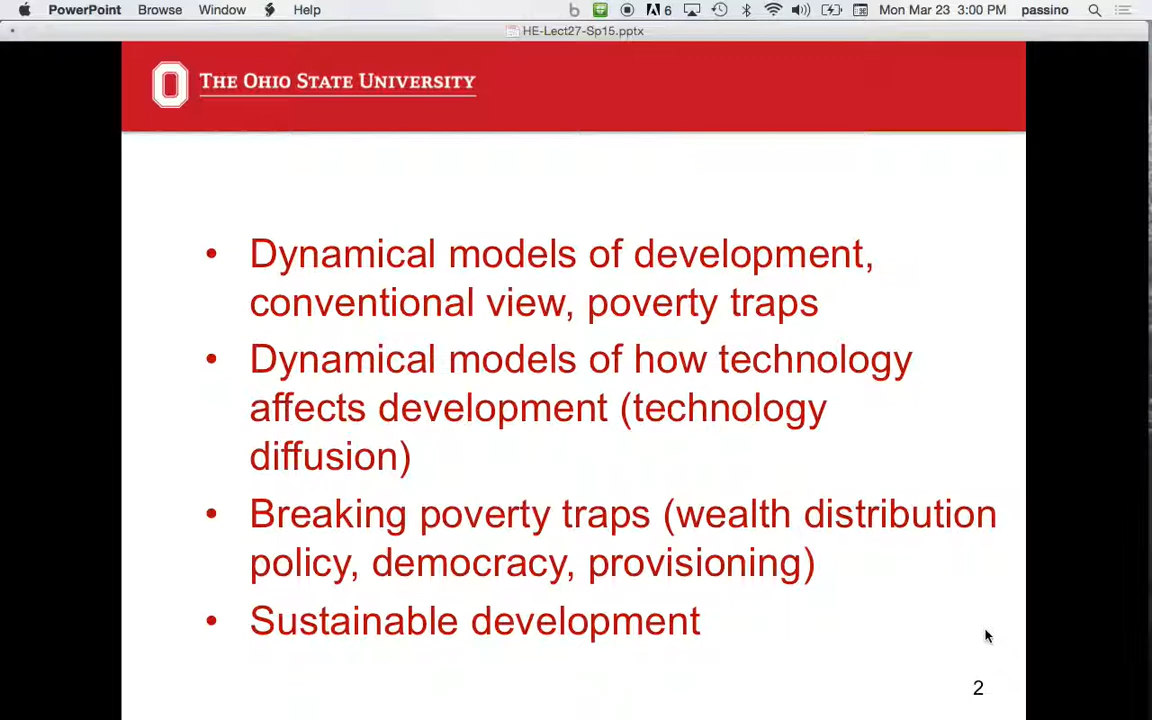 PowerPoint Browse Window Help 6 Mon Mar 23 3:00 PM passino
HE-Lect27-Sp15.pptx
THE OHIO STATE UNIVERSITY
• Dynamical models of development,
conventional view, poverty traps
• Dynamical models of how technology
affects development (technology
diffusion)
• Breaking poverty traps (wealth distribution
policy, democracy, provisioning)
• Sustainable development
2